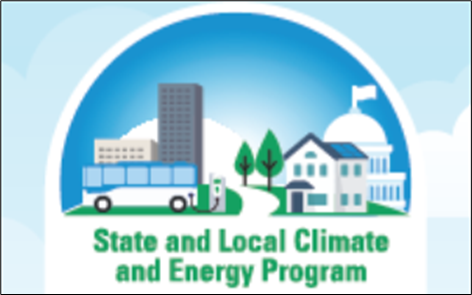 State and Local Climate
and Energy Program